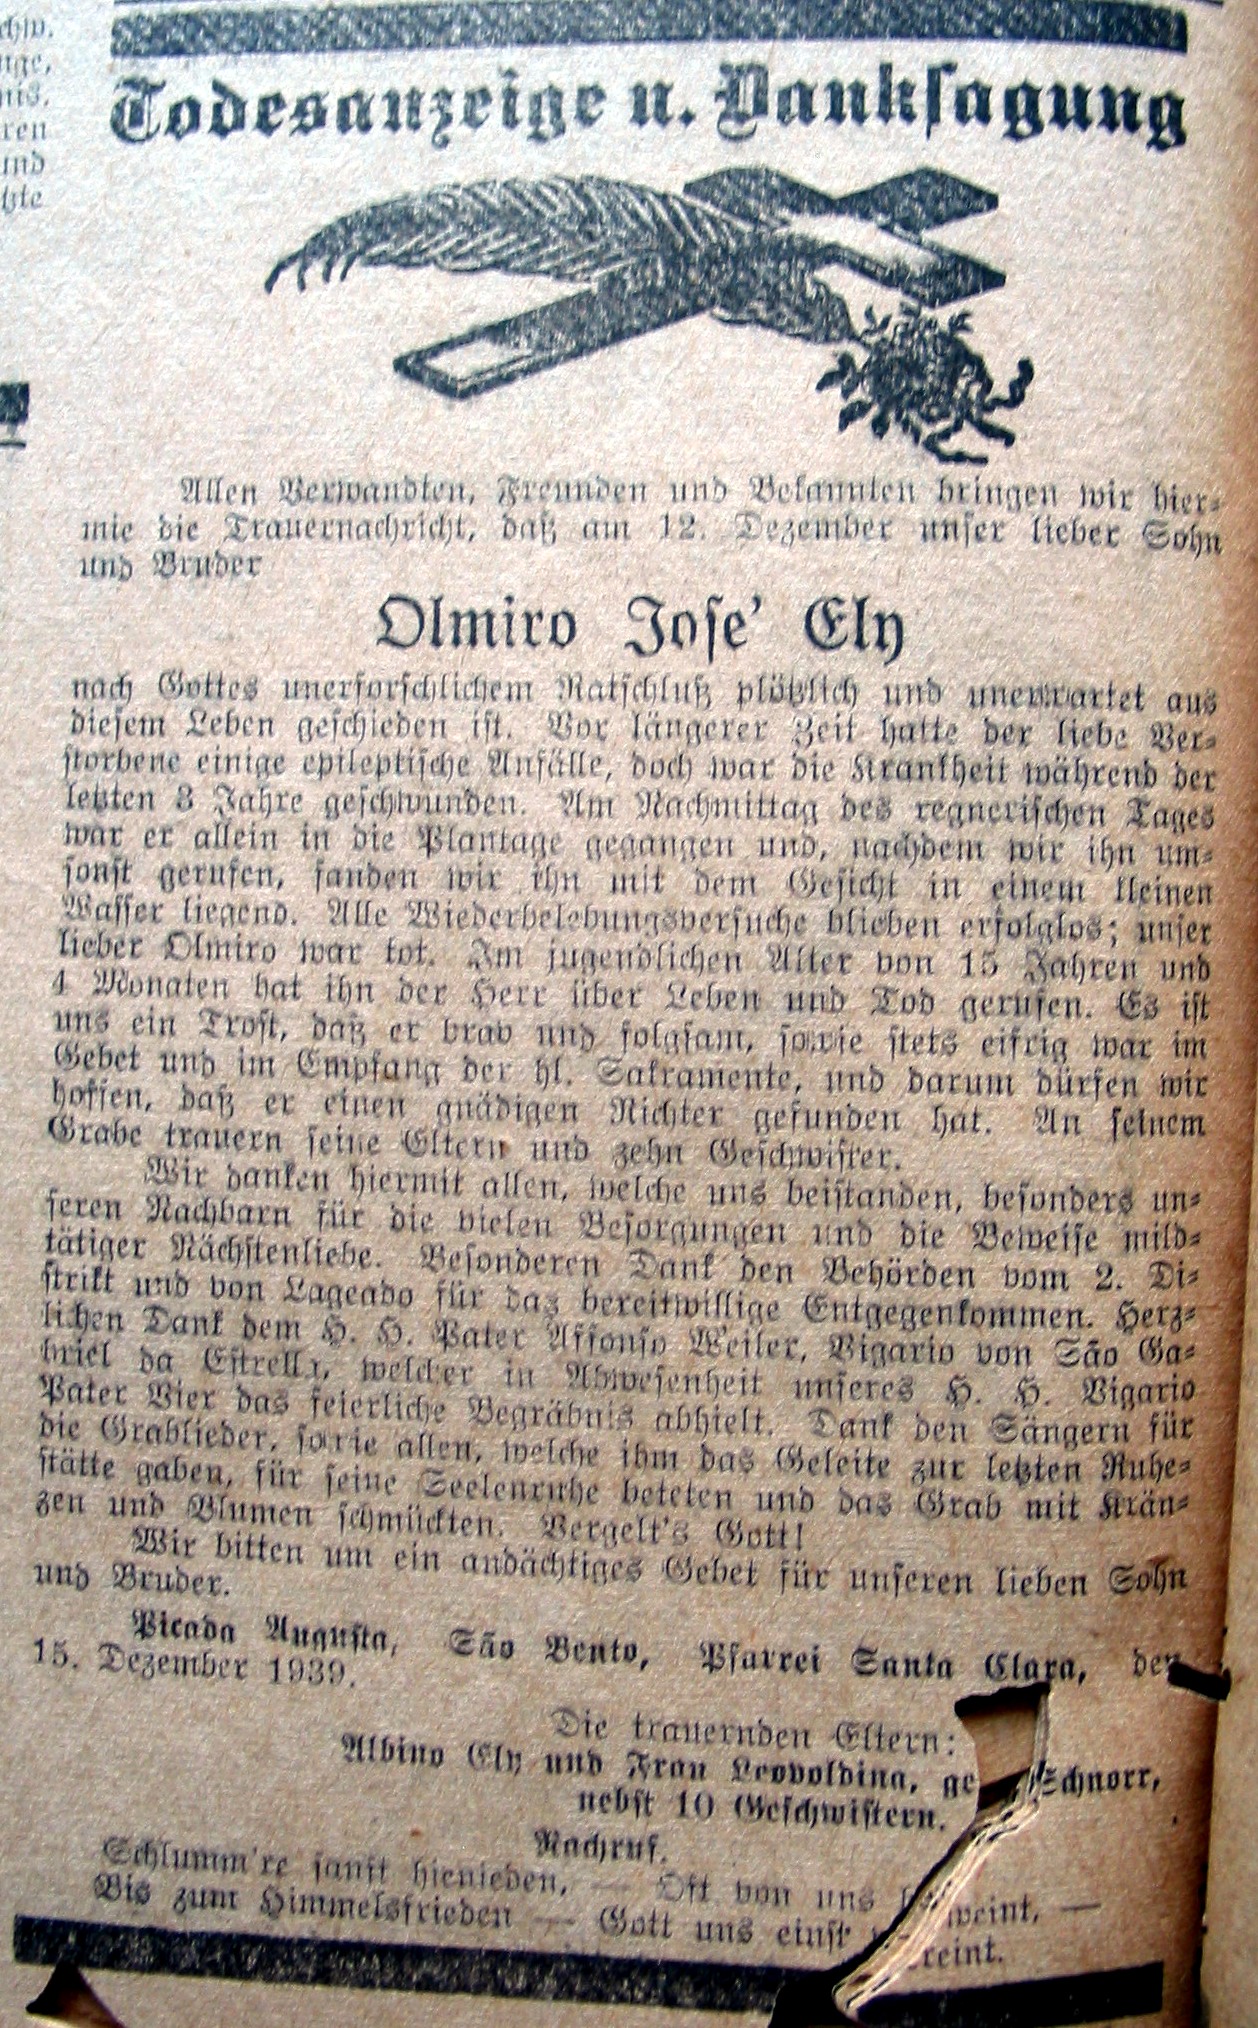 chw.
nge,
nis.
ren
und
tzte
Todesanzeige u. Danksagung
Allen Verwandten, Freunden und Bekannten bringen wir hier-
mie die Trauernachricht, daß am 12. Dezember unser lieber Sohn
und Bruder
Olmiro Jose' Ely
nach Gottes unerforschlichem Ratschluß plötzlich und unerwartet aus
diesem Leben geschieden ist. Vor längerer Zeit hatte der liebe Ver-
storbene einige epileptische Anfälle, doch war die Krankheit während der
letzten 3 Jahre geschwunden. Am Nachmittag des regnerischen Tages
war er allein in die Plantage gegangen und, nachdem wir ihn um-
sonst gerufen, fanden wir ihn mit dem Gesicht in einem kleinen
Wasser liegend. Alle Wiederbelebungsversuche blieben erfolglos; unser
lieber Olmiro war tot. Im jugendlichen Alter von 15 Jahren und
4 Monaten hat ihn der Herr über Leben und Tod gerufen. Es ist
uns ein Trost, daß er brav und folgsam, sowie stets eifrig war im
Gebet und im Empfang der hl. Sakramente, und darum dürfen wir
hoffen, daß er einen gnädigen Richter gefunden hat. An seinem
Grabe trauern seine Eltern und zehn Geschwister.
Wir danken hiermit allen, welche uns beistanden, besonders un-
seren Nachbarn für die vielen Besorgungen und die Beweise mild-
tätiger Nächstenliebe. Besonderen Dank den Behörden vom 2. Di-
strikt und von Lageado für das bereitwillige Entgegenkommen. Herz-
lichen Dank dem H. H. Pater Affonso Weiler, Vigario von São Ga-
briel da Estrella, welcher in Abwesenheit unseres H. H. Vigario
Pater Vier das feierliche Begräbnis abhielt. Dank den Sängern für
die Grablieder, sowie allen, welche ihm das Geleite zur letzten Ruhe-
stätte gaben, für seine Seelenruhe beteten und das Grab mit Krän-
zen und Blumen schmückten. Vergelt's Gott!
Wir bitten um ein andächtiges Gebet für unseren lieben Sohn
und Bruder.
Picada Augusta, São Bento, Pfarrei Santa Clara, den
15. Dezember 1939.
Die trauernden Eltern:
Albino Ely und Frau Leopoldina, ge Schnorr,
nebst 10 Geschwistern.
Nachruf.
Schlumm're sanft hienieden, — Oft von uns beweint, —
Bis zum Himmelsfrieden — Gott uns einst vereint.